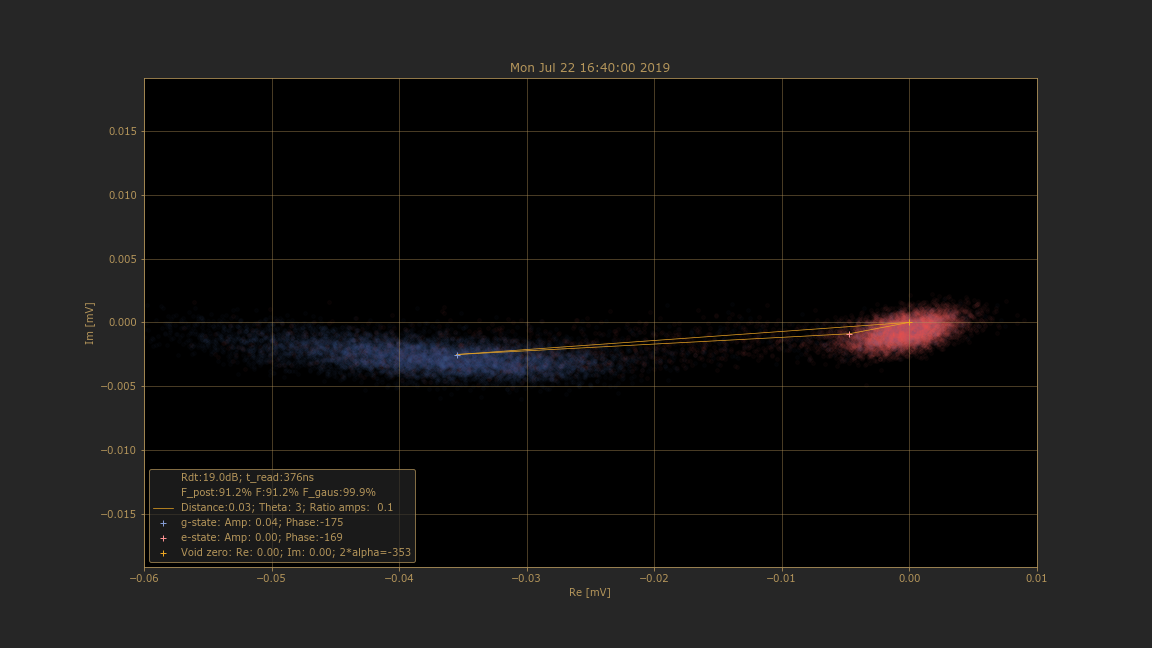 Mon Jul 22 16:40:00 2019
0.015
0.010
0.005
0.000
−0.005
−0.010
−0.015
Im [mV]
Rdt:19.0dB; t_read:376ns
F_post:91.2% F:91.2% F_gaus:99.9%
Distance:0.03; Theta: 3; Ratio amps:  0.1
g-state: Amp: 0.04; Phase:-175
e-state: Amp: 0.00; Phase:-169
Void zero: Re: 0.00; Im: 0.00; 2*alpha=-353
−0.06 −0.05 −0.04 −0.03 −0.02 −0.01 0.00 0.01
Re [mV]